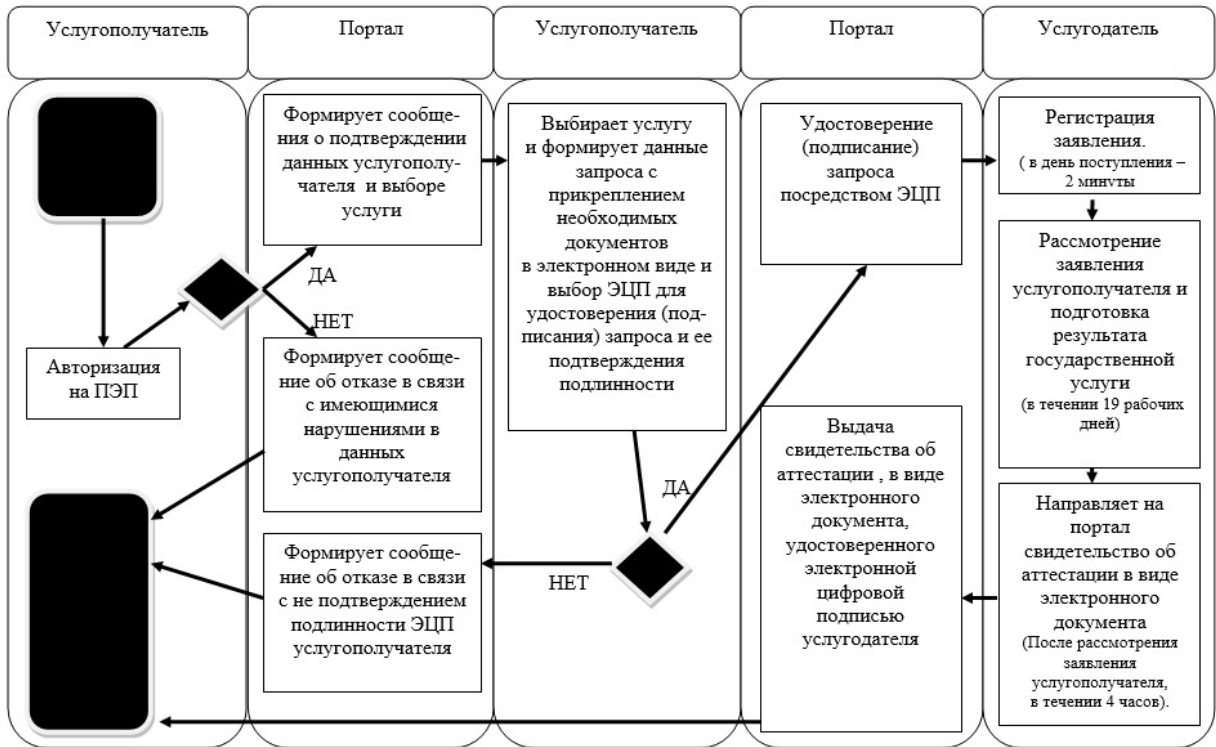 Услугополучатель
Портал
Услугополучатель
Портал
Услугодатель
Авторизация
на ПЭП
Формирует сообще-
ния о подтверждении
данных услугополу-
чателя и выборе
услуги
ДА
НЕТ
Формирует сообще-
ние об отказе в связи
с имеющимися
нарушениями в
данных
услугополучателя
Формирует сообще-
ние об отказе в связи
с не подтверждением
подлинности ЭЦП
услугополучателя
Выбирает услугу
и формирует данные
запроса с
прикреплением
необходимых
документов
в электронном виде и
выбор ЭЦП для
удостоверения (под-
писания) запроса и ее
подтверждения
подлинности
ДА
НЕТ
Удостоверение
(подписание)
запроса
посредством ЭЦП
Выдача
свидетельства об
аттестации , в виде
электронного
документа,
удостоверенного
электронной
цифровой
подписью
услугодателя
Регистрация
заявления.
( в день поступления –
2 минуты
Рассмотрение
заявления
услугополучателя и
подготовка
результата
государственной
услуги
(в течении 19 рабочих
дней)
Направляет на
портал
свидетельство об
аттестации в виде
электронного
документа
(После рассмотрения
заявления
услугополучателя,
в течении 4 часов).